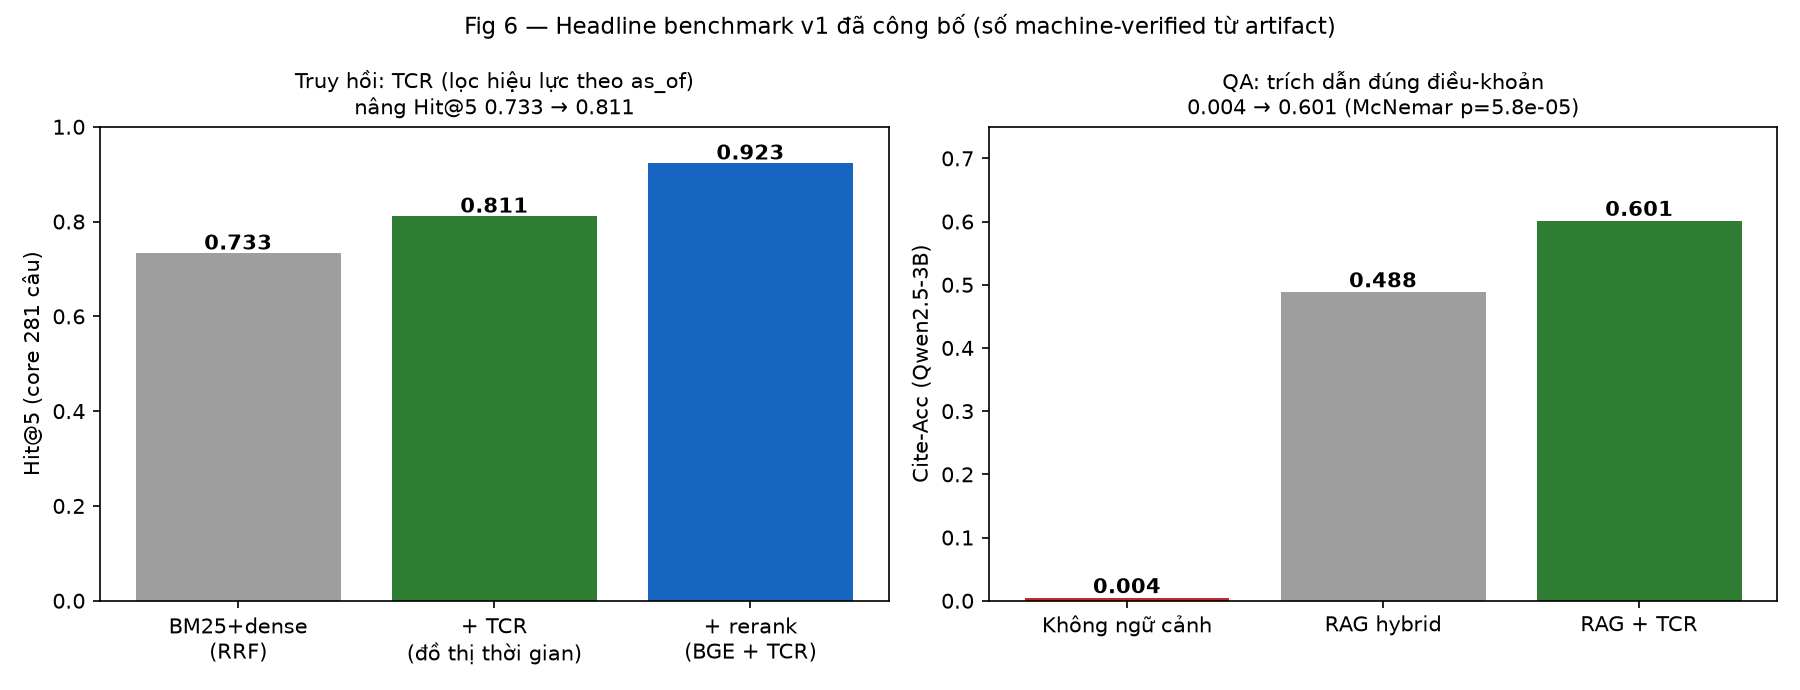 Fig 6 — Headline benchmark v1 đã công bố (số machine-verified từ artifact)
Truy hồi: TCR (lọc hiệu lực theo as_of)
nâng Hit@5 0.733 → 0.811
Hit@5 (core 281 câu)
1.0
0.8
0.6
0.4
0.2
0.0
0.733
0.811
0.923
BM25+dense
(RRF)
+ TCR
(đồ thị thời gian)
+ rerank
(BGE + TCR)
QA: trích dẫn đúng điều-khoản
0.004 → 0.601 (McNemar p=5.8e-05)
Cite-Acc (Qwen2.5-3B)
0.7
0.6
0.5
0.4
0.3
0.2
0.1
0.0
0.004
0.488
0.601
Không ngữ cảnh
RAG hybrid
RAG + TCR